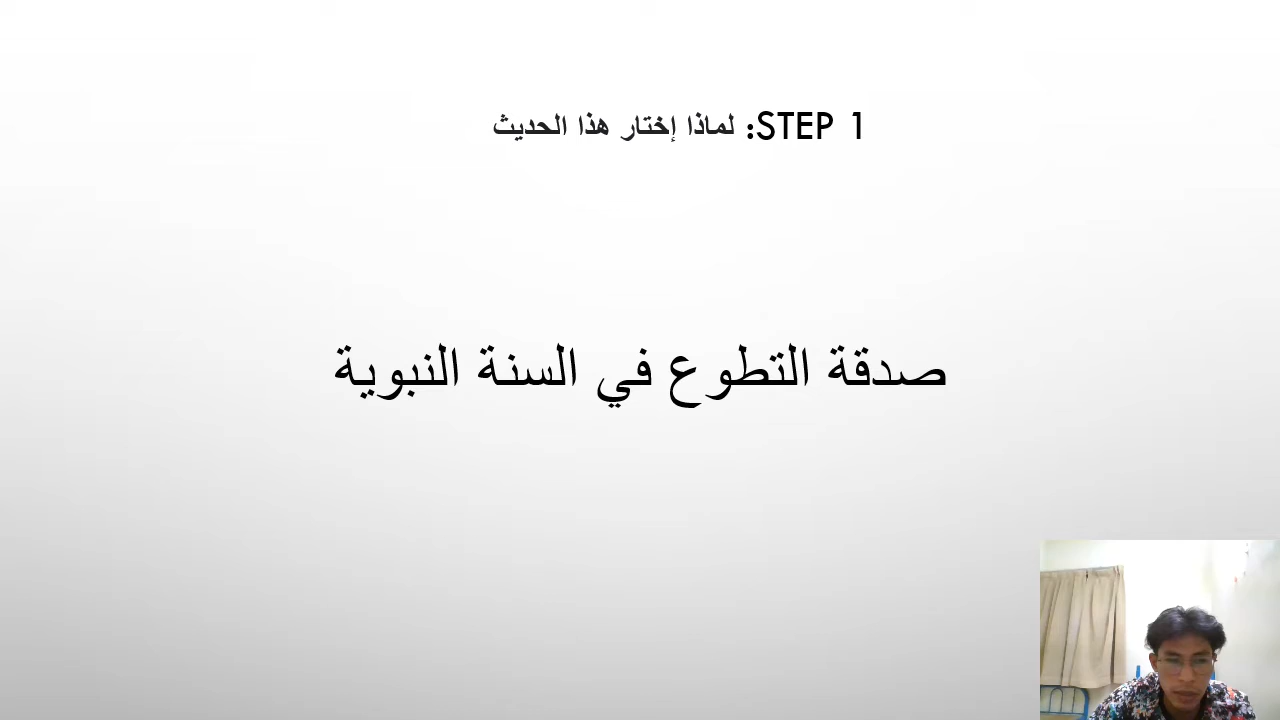 STEP 1: لماذا إختار هذا الحديث
صدقة التطوع في السنة النبوية